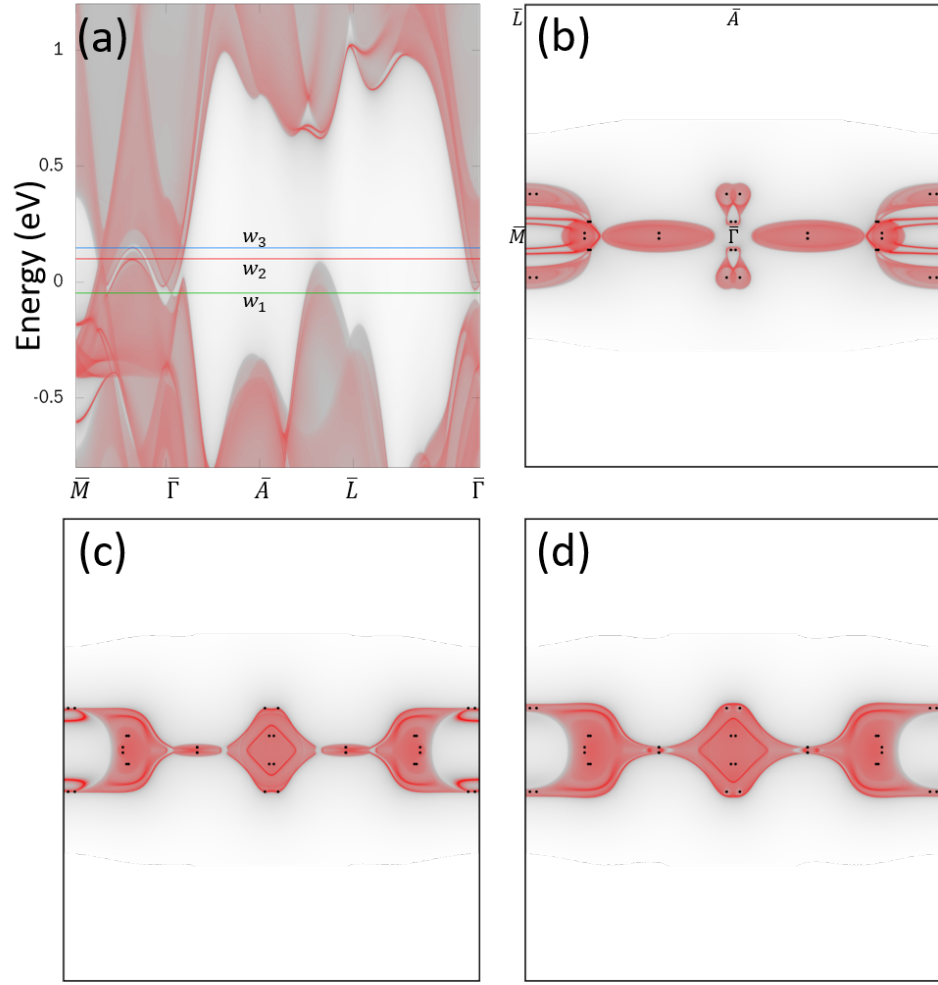 (a)
1
0.5
0
-0.5
Energy (eV)
w₃
w₂
w₁
M̄ Γ̄ Ā L̄ Γ̄
(b)
L̄ Ā
M̄ Γ̄
(c)
(d)